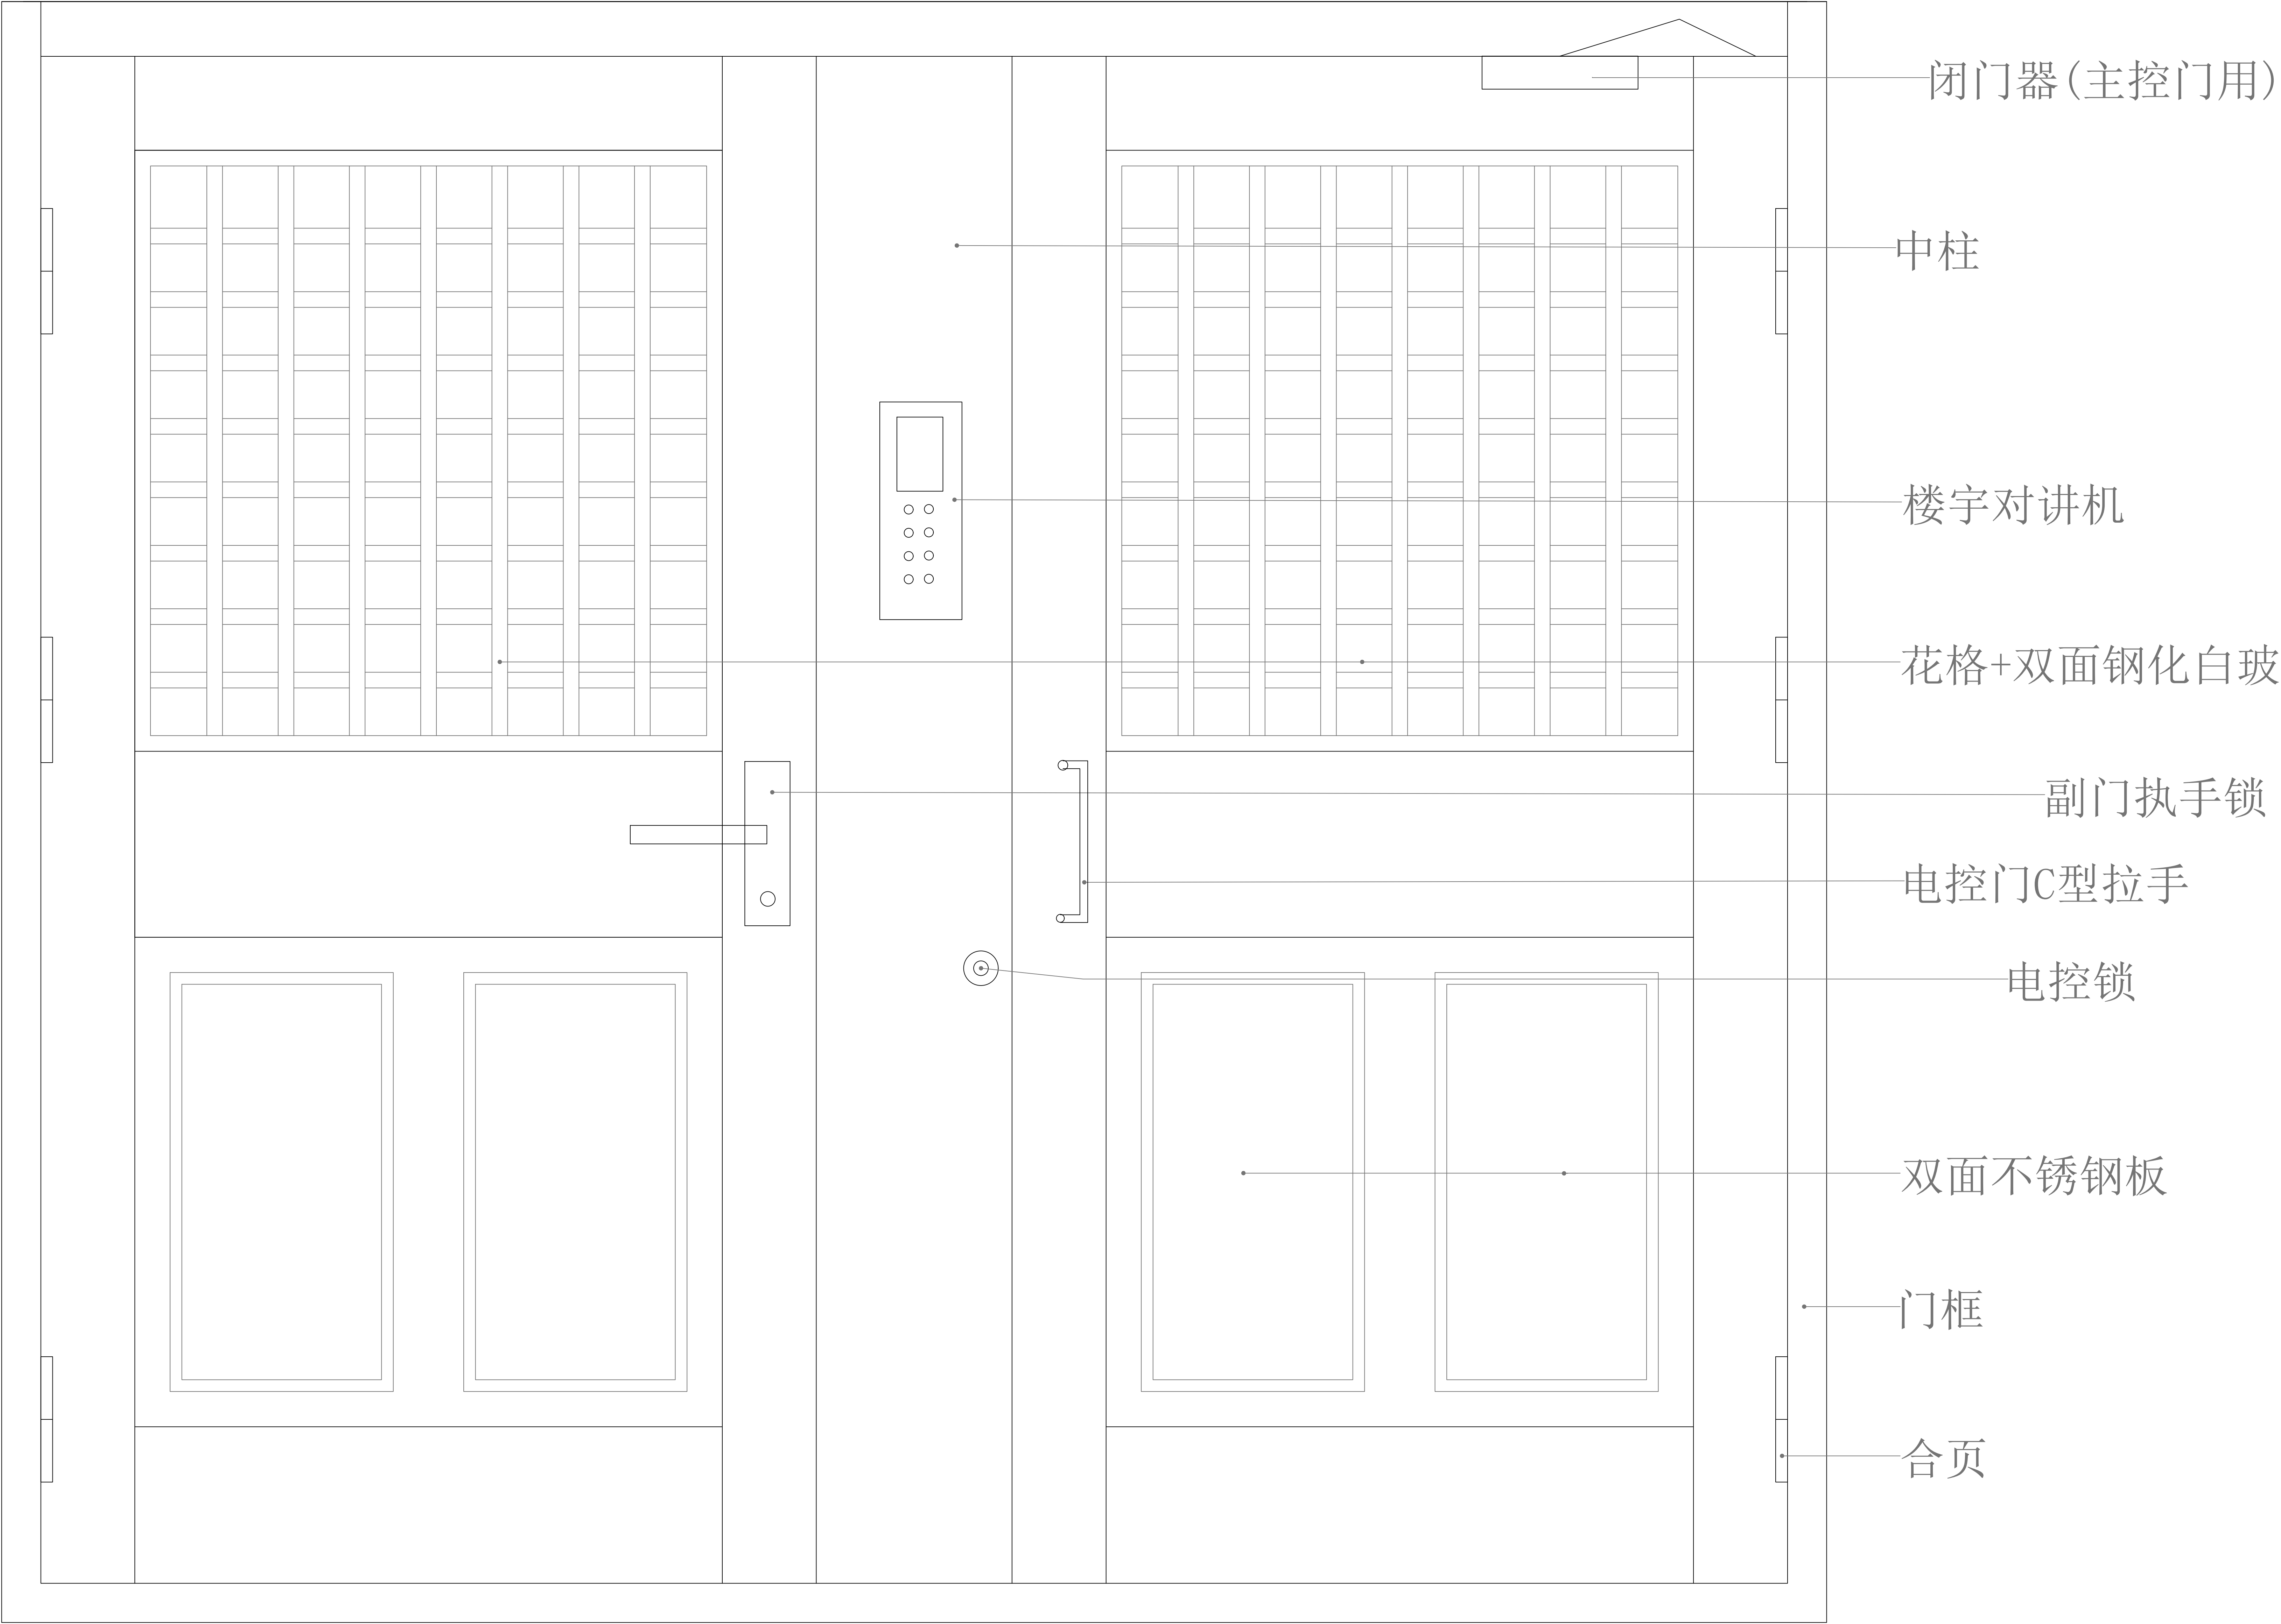 闭门器(主控门用)
中柱
楼宇对讲机
花格+双面钢化白玻
副门执手锁
电控门C型拉手
电控锁
双面不锈钢板
门框
合页